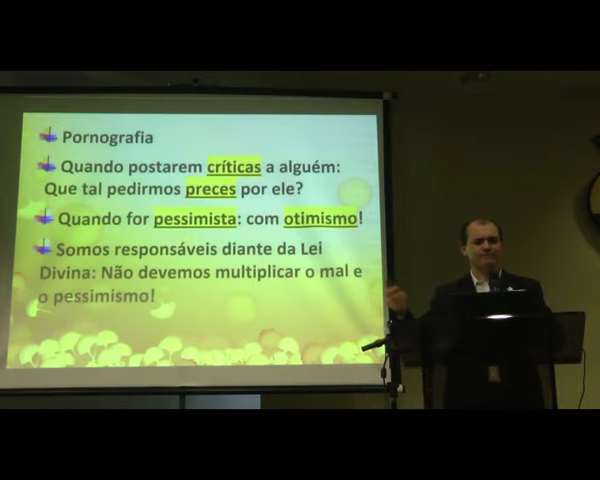 Pornografia
Quando postarem críticas a alguém:
Que tal pedirmos preces por ele?
Quando for pessimista: com otimismo!
Somos responsáveis diante da Lei
Divina: Não devemos multiplicar o mal e
o pessimismo!